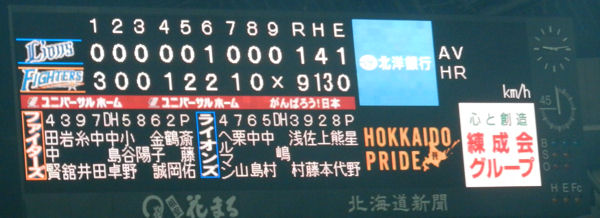 1 2 3 4 5 6 7 8 9 R H E
Lions 0 0 0 0 0 1 0 0 0 1 4 1
FIGHTERS 3 0 0 1 2 2 1 0 × 9 13 0
北洋銀行
AV
HR
km/h
ユニバーサルホーム ユニバーサルホーム がんばろう!日本
ファイターズ
4 田中賢
3 岩舘
9 糸井
7 中田
DH 中島卓
5 小谷野
8 陽
6 金子誠
2 鶴岡
P 斎藤佑
ライオンズ
4 ヘルマン
7 栗山
6 中島
5 中村
DH 嶋
3 浅村
9 佐藤
2 上本
8 熊代
P 星野
HOKKAIDO
PRIDE
心と創造
練成会
グループ
45
B
S
O
H E Fc
花まる
北海道新聞